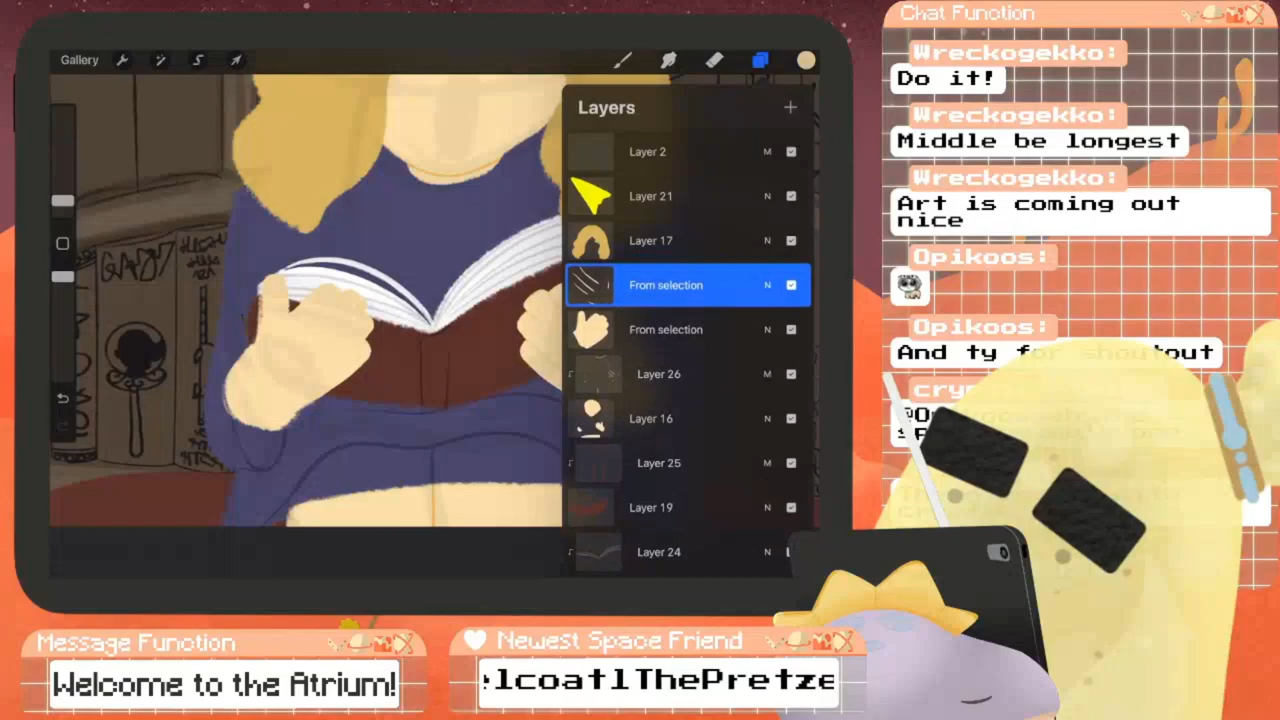 Gallery
Layers
Layer 2 M
Layer 21 N
Layer 17 N
From selection N
From selection N
Layer 26 M
Layer 16 N
Layer 25 M
Layer 19 N
Layer 24 N
Chat Function
Wreckogekko:
Do it!
Wreckogekko:
Middle be longest
Wreckogekko:
Art is coming out
nice
Opikoos:
Opikoos:
And ty for shoutout
Message Function
Welcome to the Atrium!
Newest Space Friend
lcoatlThePretze